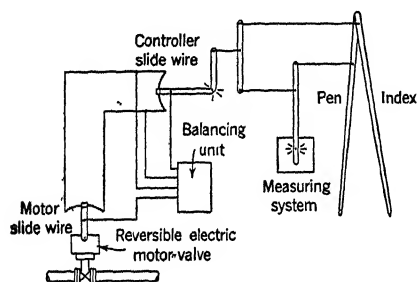 Controller
slide wire
Pen
Index
Balancing
unit
Measuring
system
Motor
slide wire
Reversible electric
motor-valve